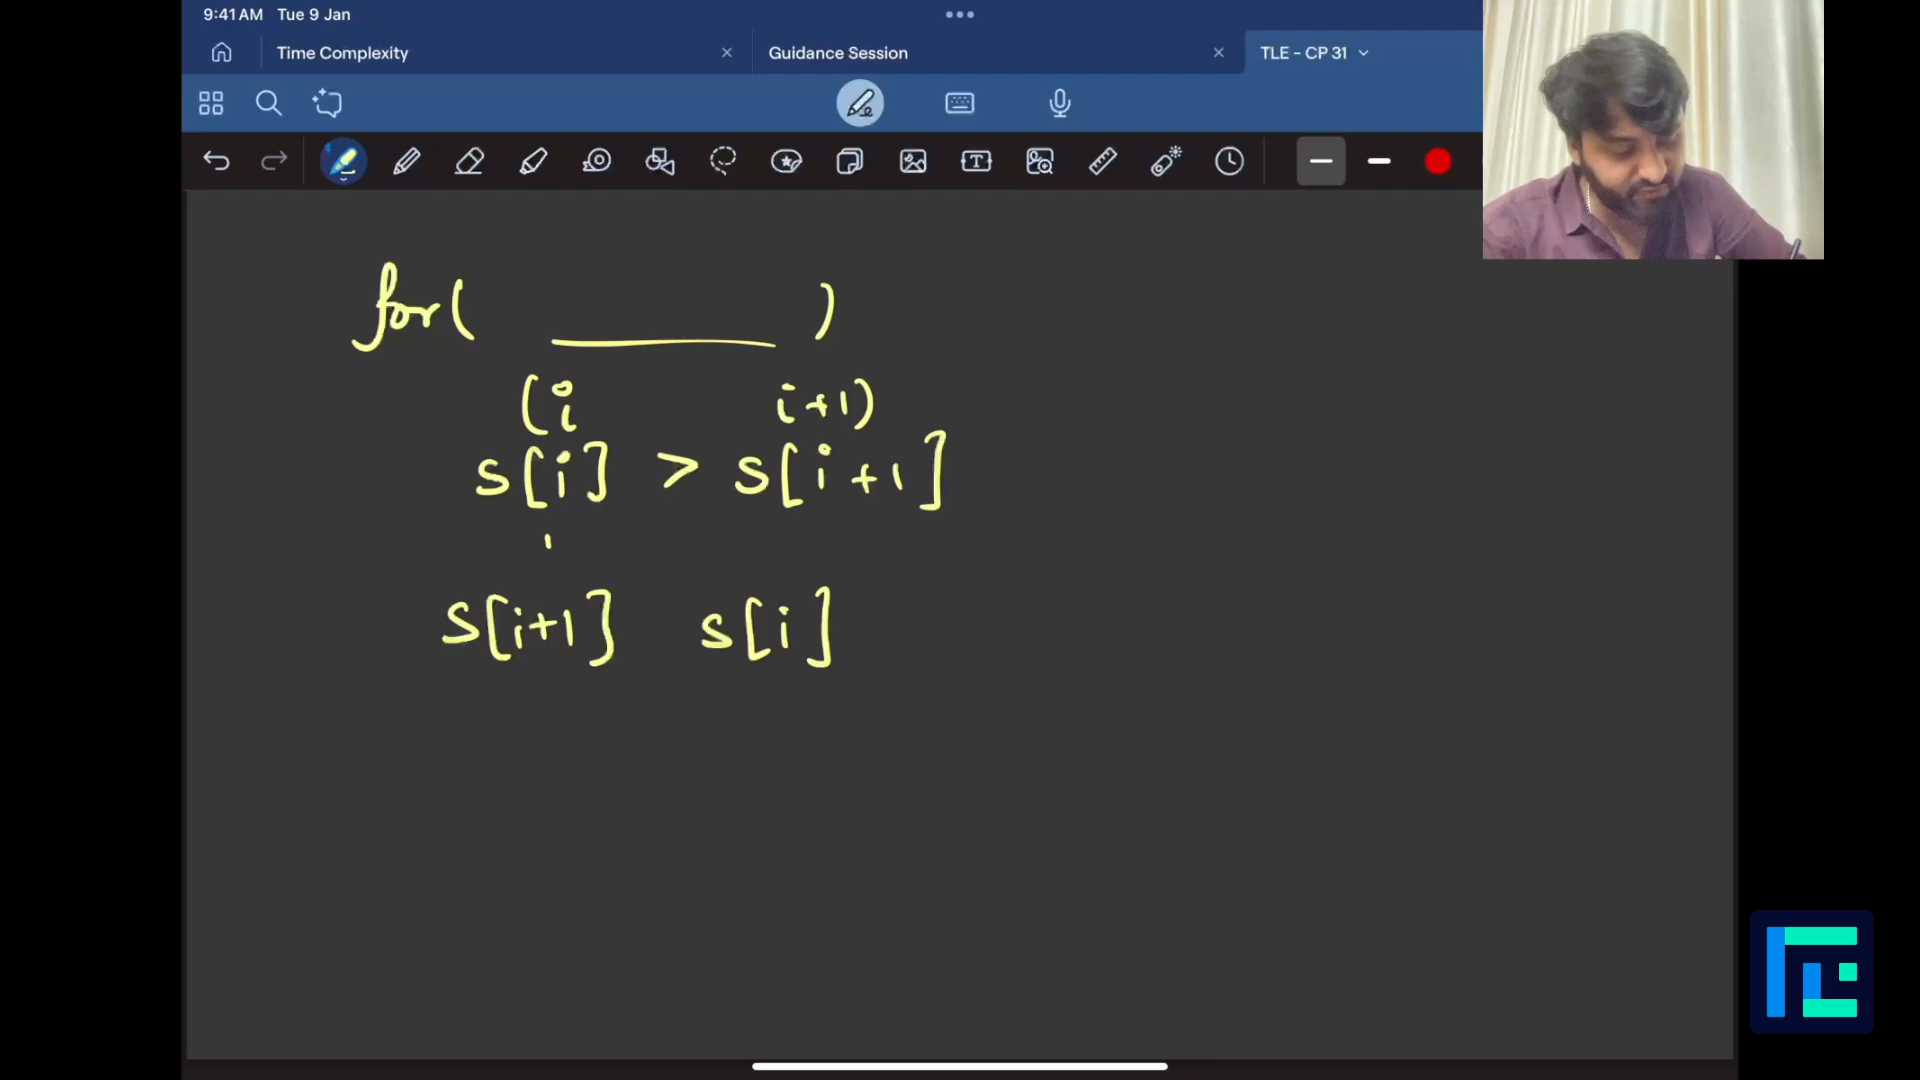 9:41 AM Tue 9 Jan
Time Complexity
Guidance Session
TLE - CP 31
for( ______ )
(i i+1)
s[i] > s[i+1]
s[i+1] s[i]